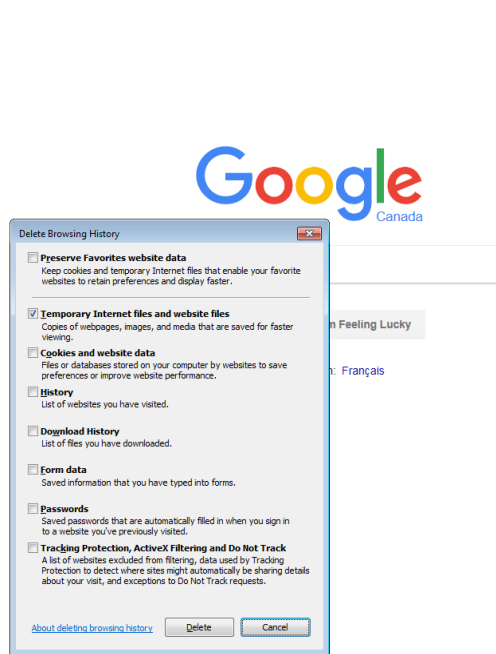 Google
Canada
Delete Browsing History
Preserve Favorites website data
Keep cookies and temporary Internet files that enable your favorite
websites to retain preferences and display faster.
Temporary Internet files and website files
Copies of webpages, images, and media that are saved for faster
viewing.
m Feeling Lucky
Cookies and website data
Files or databases stored on your computer by websites to save
preferences or improve website performance.
n: Français
History
List of websites you have visited.
Download History
List of files you have downloaded.
Form data
Saved information that you have typed into forms.
Passwords
Saved passwords that are automatically filled in when you sign in
to a website you've previously visited.
Tracking Protection, ActiveX Filtering and Do Not Track
A list of websites excluded from filtering, data used by Tracking
Protection to detect where sites might automatically be sharing details
about your visit, and exceptions to Do Not Track requests.
About deleting browsing history Delete Cancel